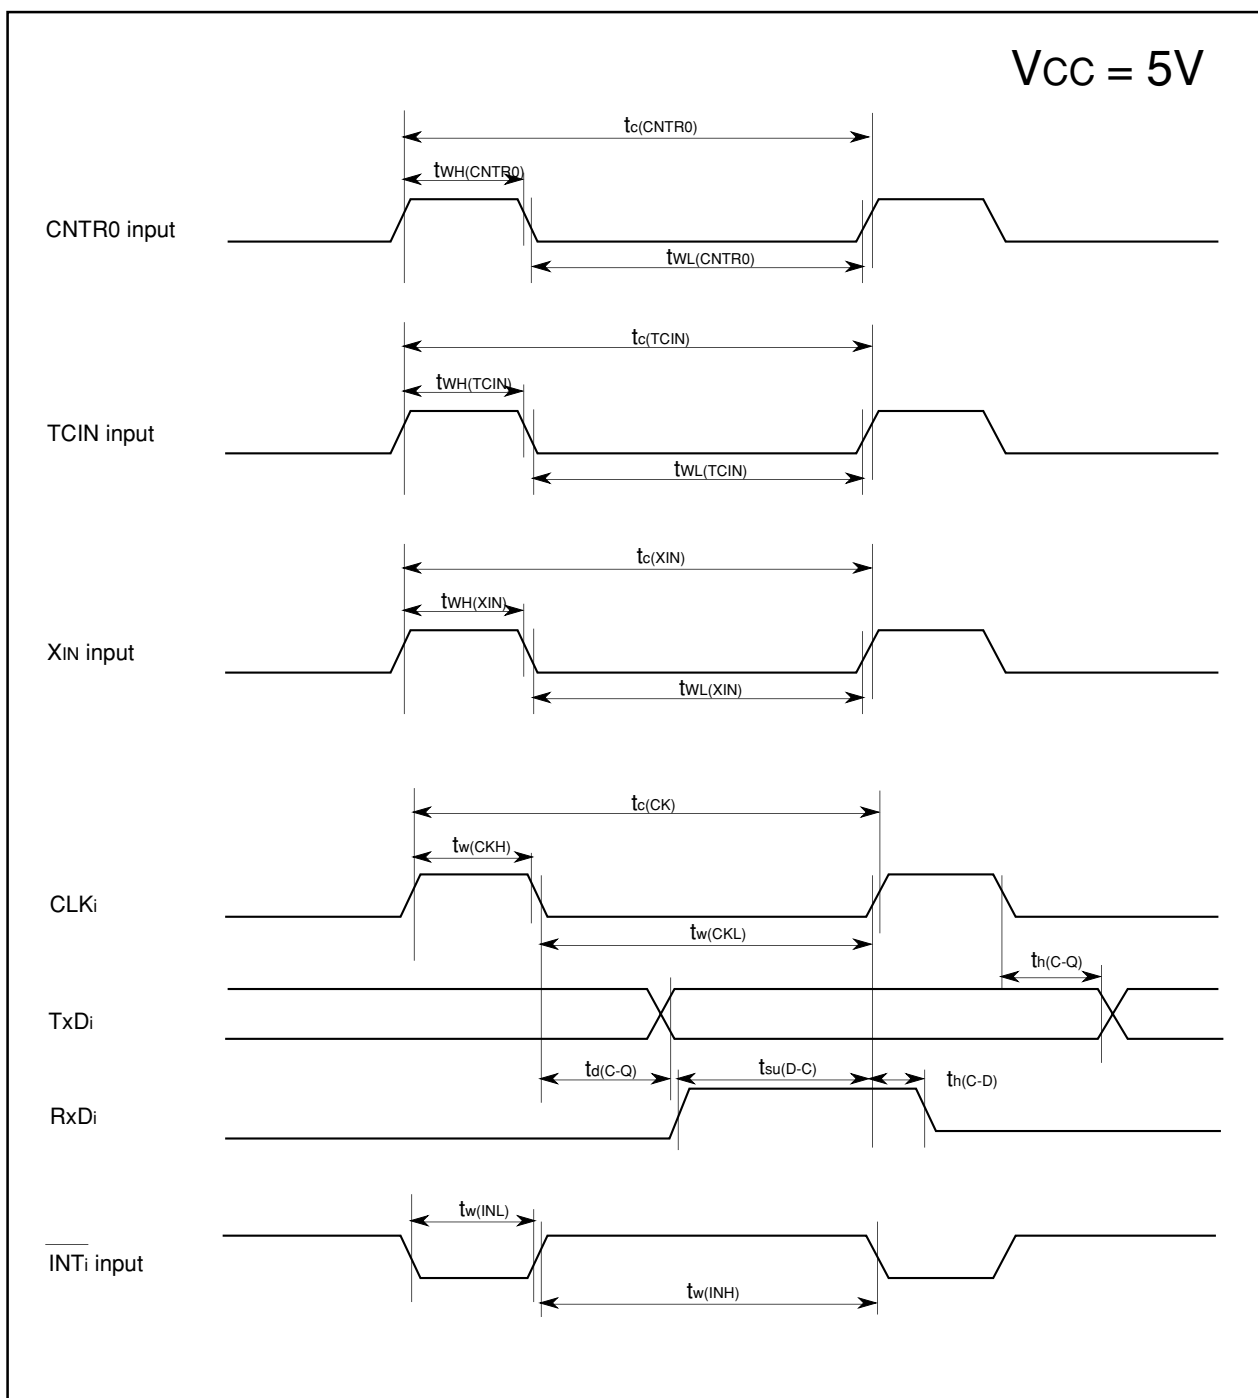 VCC = 5V
tc(CNTR0)
tWH(CNTR0)
CNTR0 input
tWL(CNTR0)
tc(TCIN)
tWH(TCIN)
TCIN input
tWL(TCIN)
tc(XIN)
tWH(XIN)
XIN input
tWL(XIN)
tc(CK)
tw(CKH)
CLKi
tw(CKL)
th(C-Q)
TxDi
td(C-Q)
tsu(D-C)
th(C-D)
RxDi
tw(INL)
INTi input
tw(INH)